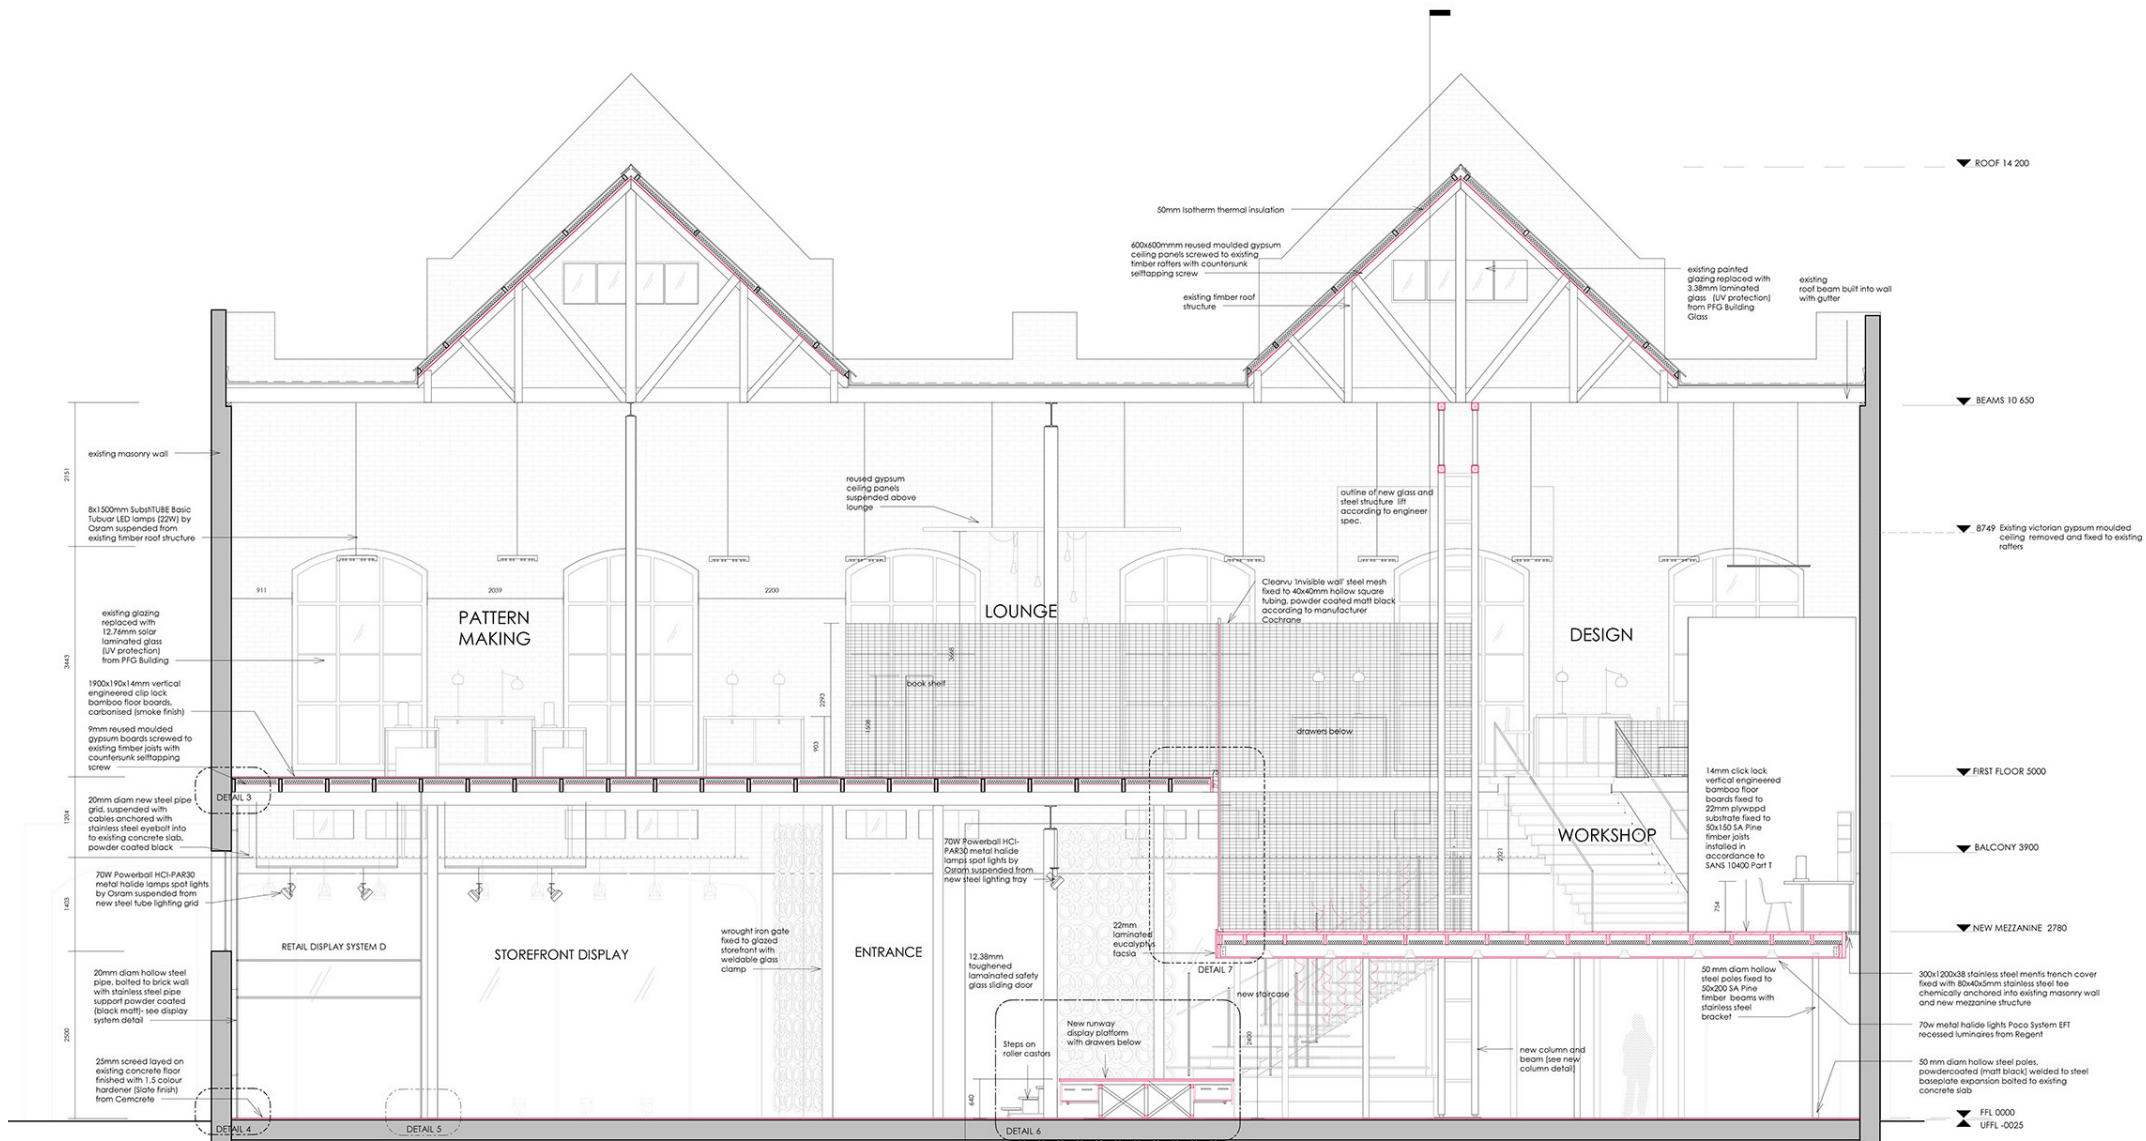 ROOF 14 200
50mm Isotherm thermal insulation
600x600mmm reused moulded gypsum
ceiling panels screwed to existing
timber rafters with countersunk
selftapping screw
existing timber roof
structure
existing painted
glazing replaced with
3.38mm laminated
glass (UV protection)
from PFG Building
Glass
existing
roof beam built into wall
with gutter
BEAMS 10 650
existing masonry wall
2151
8x1500mm SubstiTUBE Basic
Tubuar LED lamps (22W) by
Osram suspended from
existing timber roof structure
reused gypsum
ceiling panels
suspended above
lounge
outline of new glass and
steel structure lift
according to engineer
spec.
8749 Existing victorian gypsum moulded
ceiling removed and fixed to existing
rafters
911
2039
2200
Clearvu 'invisible wall' steel mesh
fixed to 40x40mm hollow square
tubing, powder coated matt black
according to manufacturer
Cochrane
existing glazing
replaced with
12.76mm solar
laminated glass
(UV protection)
from PFG Building
PATTERN
MAKING
LOUNGE
DESIGN
3443
3668
book shelf
2293
1508
903
drawers below
1900x190x14mm vertical
engineered clip lock
bamboo floor boards,
carbonised (smoke finish)
9mm reused moulded
gypsum boards screwed to
existing timber joists with
countersunk selftapping
screw
DETAIL 3
FIRST FLOOR 5000
14mm click lock
vertical engineered
bamboo floor
boards fixed to
22mm plywppd
substrate fixed to
50x150 SA Pine
timber joists
installed in
accordance to
SANS 10400 Part T
20mm diam new steel pipe
grid, suspended with
cables anchored with
stainless steel eyebolt into
to existing concrete slab,
powder coated black
1204
WORKSHOP
BALCONY 3900
2321
70W Powerball HCI-
PAR30 metal halide
lamps spot lights by
Osram suspended from
new steel lighting tray
70W Powerball HCI-PAR30
metal halide lamps spot lights
by Osram suspended from
new steel tube lighting grid
1403
754
NEW MEZZANINE 2780
RETAIL DISPLAY SYSTEM D
STOREFRONT DISPLAY
wrought iron gate
fixed to glazed
storefront with
weldable glass
clamp
ENTRANCE
22mm
laminated
eucalyptus
facsia
DETAIL 7
12.38mm
toughened
lamainated safety
glass sliding door
new staircase
50 mm diam hollow
steel poles fixed to
50x200 SA Pine
timber beams with
stainless steel
bracket
300x1200x38 stainless steel mentis trench cover
fixed with 80x40x5mm stainless steel tee
chemically anchored into existing masonry wall
and new mezzanine structure
20mm diam hollow steel
pipe, bolted to brick wall
with stainless steel pipe
support powder coated
(black matt)- see display
system detail
2500
New runway
display platform
with drawers below
Steps on
roller castors
2400
70w metal halide lights Poco System EFT
recessed luminaires from Regent
new column and
beam (see new
column detail)
50 mm diam hollow steel poles,
powdercoated (matt black) welded to steel
baseplate expansion bolted to existing
concrete slab
25mm screed layed on
existing concrete floor
finished with 1.5 colour
hardener (Slate finish)
from Cemcrete
640
FFL 0000
UFFL -0025
DETAIL 4
DETAIL 5
DETAIL 6